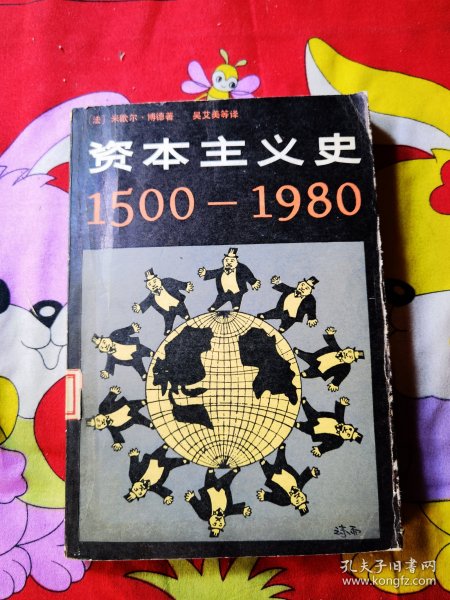 〔法〕米歇尔·博德著 吴艾美等译
资本主义史
1500—1980
孔夫子旧书网
www.kongfz.com